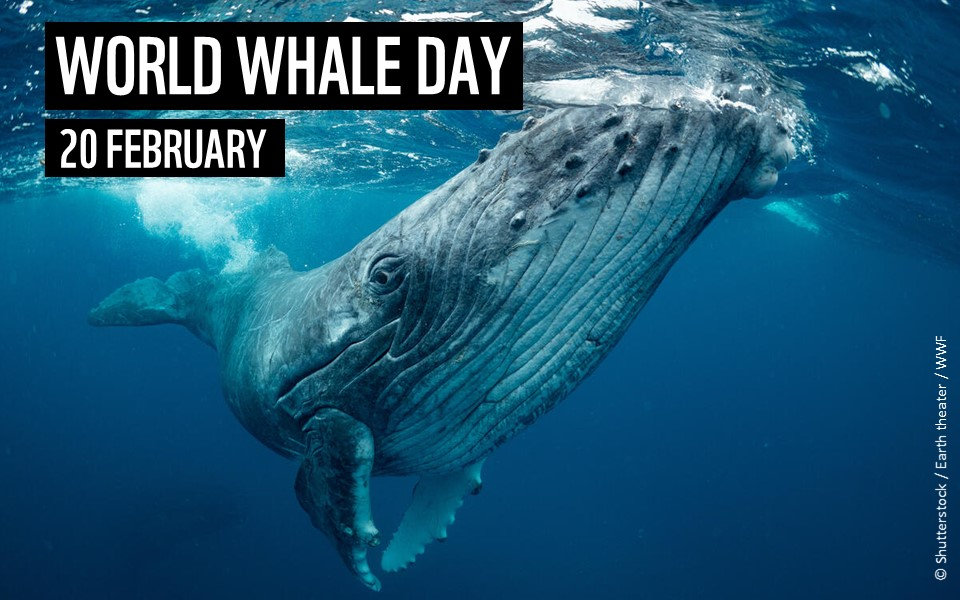 WORLD WHALE DAY
20 FEBRUARY
© Shutterstock / Earth theater / WWF